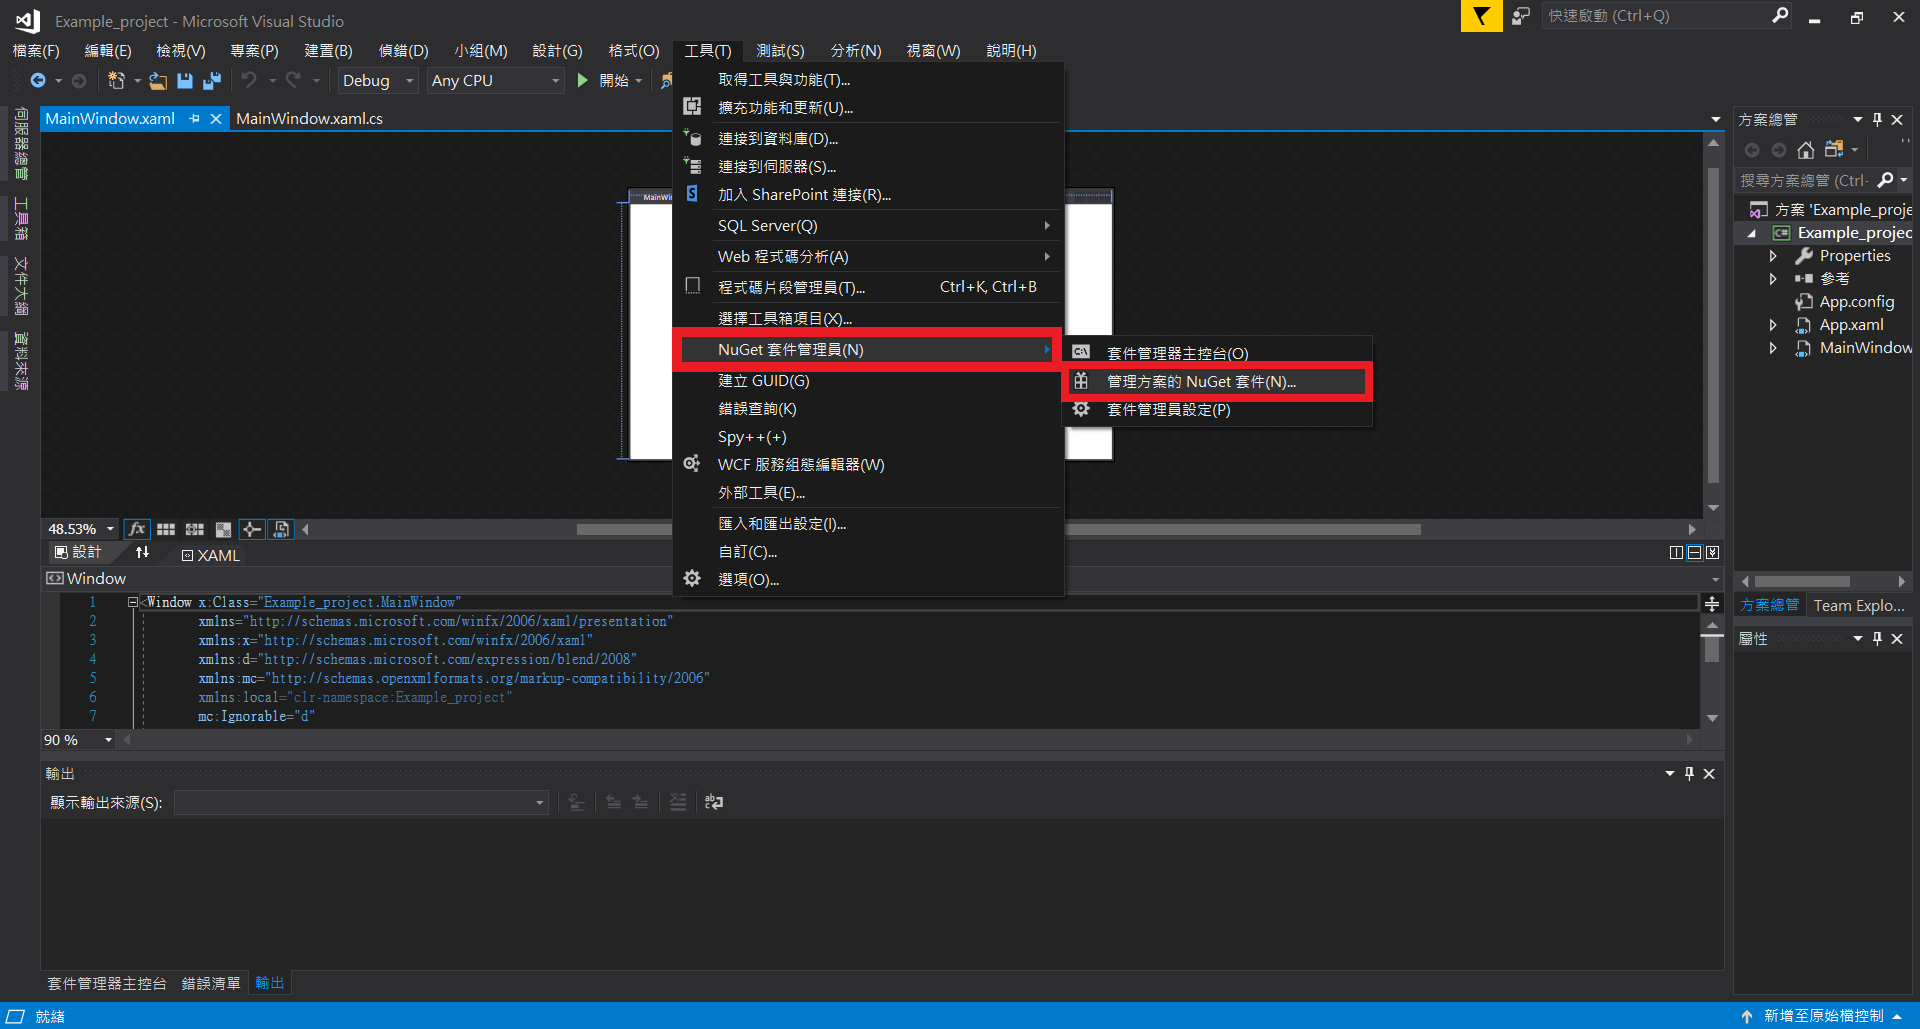 Example_project - Microsoft Visual Studio
快速啟動 (Ctrl+Q)
檔案(F) 編輯(E) 檢視(V) 專案(P) 建置(B) 偵錯(D) 小組(M) 設計(G) 格式(O) 工具(T) 測試(S) 分析(N) 視窗(W) 說明(H)
Debug Any CPU 開始
伺服器總管
工具箱
文件大綱
資料來源
MainWindow.xaml MainWindow.xaml.cs
MainWin
取得工具與功能(T)...
擴充功能和更新(U)...
連接到資料庫(D)...
連接到伺服器(S)...
加入 SharePoint 連接(R)...
SQL Server(Q)
Web 程式碼分析(A)
程式碼片段管理員(T)... Ctrl+K, Ctrl+B
選擇工具箱項目(X)...
NuGet 套件管理員(N)
建立 GUID(G)
錯誤查詢(K)
Spy++(+)
WCF 服務組態編輯器(W)
外部工具(E)...
匯入和匯出設定(I)...
自訂(C)...
選項(O)...
套件管理器主控台(O)
管理方案的 NuGet 套件(N)...
套件管理員設定(P)
48.53% fx
設計 XAML
Window
1 <Window x:Class="Example_project.MainWindow"
2 xmlns="http://schemas.microsoft.com/winfx/2006/xaml/presentation"
3 xmlns:x="http://schemas.microsoft.com/winfx/2006/xaml"
4 xmlns:d="http://schemas.microsoft.com/expression/blend/2008"
5 xmlns:mc="http://schemas.openxmlformats.org/markup-compatibility/2006"
6 xmlns:local="clr-namespace:Example_project"
7 mc:Ignorable="d"
90 %
輸出
顯示輸出來源(S):
套件管理器主控台 錯誤清單 輸出
方案總管
搜尋方案總管 (Ctrl-
方案 'Example_proje
C# Example_projec
Properties
參考
App.config
App.xaml
MainWindow
方案總管 Team Explo...
屬性
就緒
新增至原始檔控制